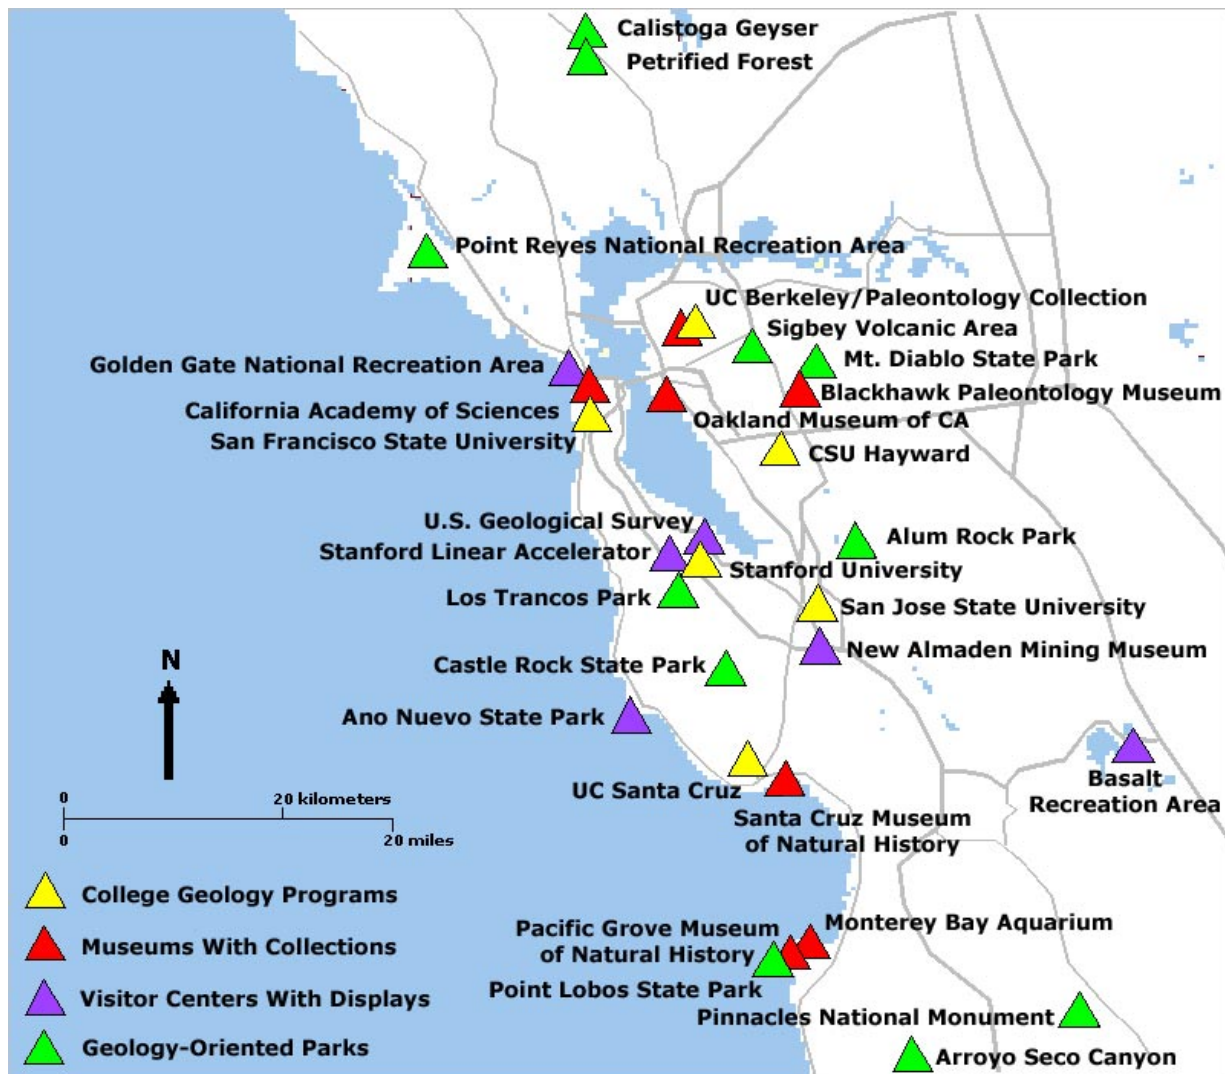 Calistoga Geyser
Petrified Forest
Point Reyes National Recreation Area
UC Berkeley/Paleontology Collection
Sigbey Volcanic Area
Mt. Diablo State Park
Golden Gate National Recreation Area
Blackhawk Paleontology Museum
California Academy of Sciences
Oakland Museum of CA
San Francisco State University
CSU Hayward
U.S. Geological Survey
Alum Rock Park
Stanford Linear Accelerator
Stanford University
Los Trancos Park
San Jose State University
New Almaden Mining Museum
N
Castle Rock State Park
Ano Nuevo State Park
Basalt
Recreation Area
UC Santa Cruz
0 20 kilometers
0 20 miles
Santa Cruz Museum
of Natural History
College Geology Programs
Museums With Collections
Visitor Centers With Displays
Geology-Oriented Parks
Pacific Grove Museum
of Natural History
Monterey Bay Aquarium
Point Lobos State Park
Pinnacles National Monument
Arroyo Seco Canyon